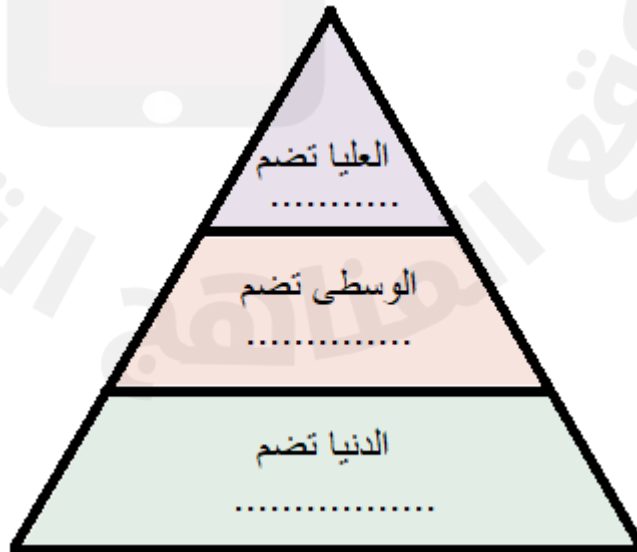 العليا تضم
...........
الوسطى تضم
..............
الدنيا تضم
.................